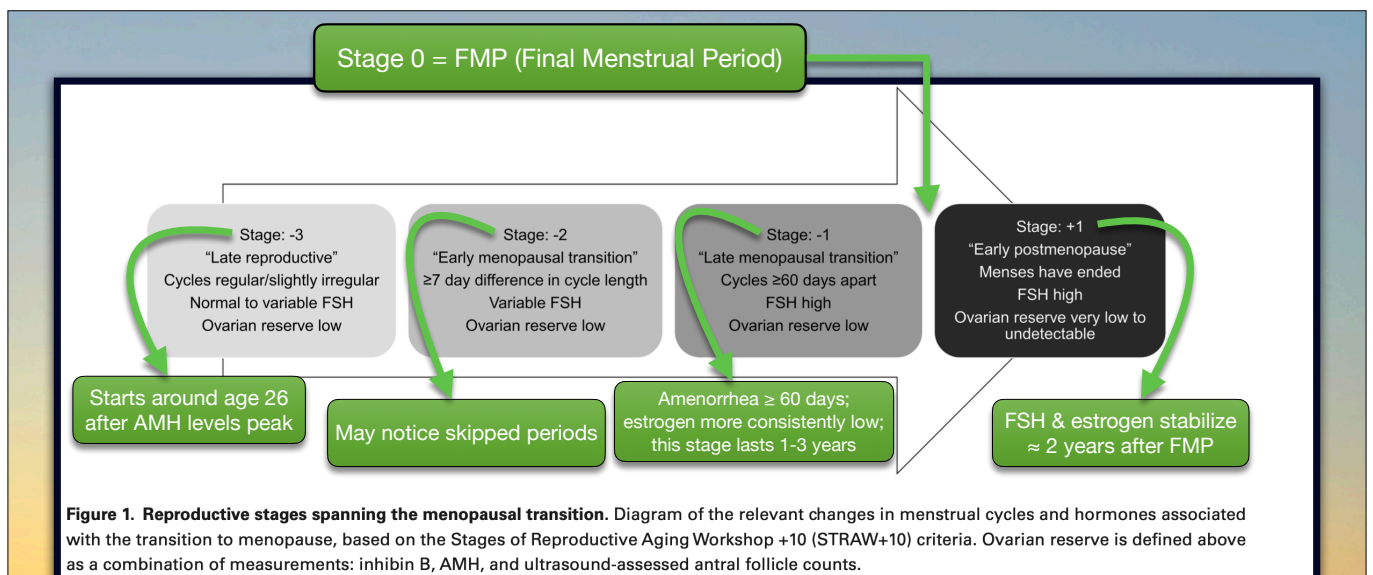 Stage 0 = FMP (Final Menstrual Period)
Stage: -3
“Late reproductive”
Cycles regular/slightly irregular
Normal to variable FSH
Ovarian reserve low
Stage: -2
“Early menopausal transition”
≥7 day difference in cycle length
Variable FSH
Ovarian reserve low
Stage: -1
“Late menopausal transition”
Cycles ≥60 days apart
FSH high
Ovarian reserve low
Stage: +1
“Early postmenopause”
Menses have ended
FSH high
Ovarian reserve very low to
undetectable
Starts around age 26
after AMH levels peak
May notice skipped periods
Amenorrhea ≥ 60 days;
estrogen more consistently low;
this stage lasts 1-3 years
FSH & estrogen stabilize
≈ 2 years after FMP
Figure 1. Reproductive stages spanning the menopausal transition. Diagram of the relevant changes in menstrual cycles and hormones associated
with the transition to menopause, based on the Stages of Reproductive Aging Workshop +10 (STRAW+10) criteria. Ovarian reserve is defined above
as a combination of measurements: inhibin B, AMH, and ultrasound-assessed antral follicle counts.